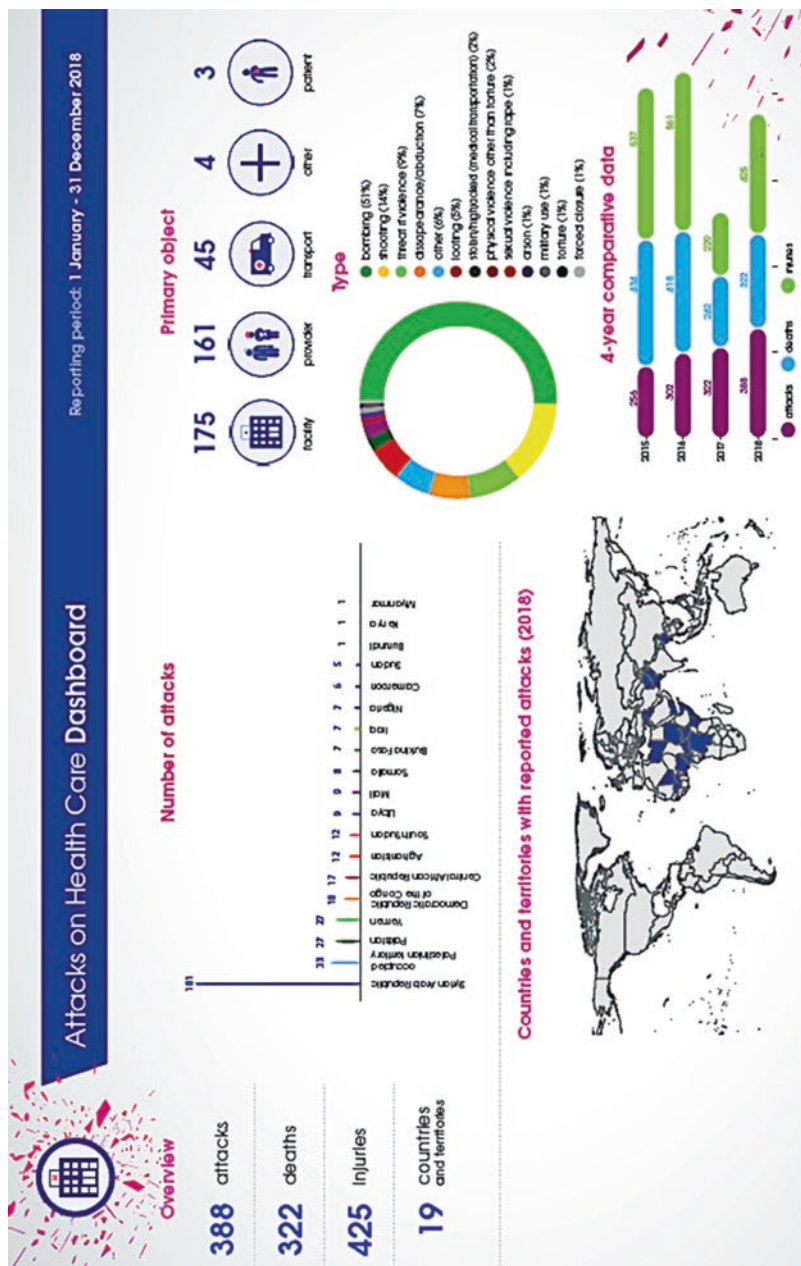 Attacks on Health Care Dashboard
Reporting period: 1 January - 31 December 2018
Overview
388 attacks
322 deaths
425 Injuries
19 countries
and territories
Number of attacks
181
33
27
27
18
17
12
12
9
9
8
7
7
7
6
5
1
1
1
Syrian Arab Republic
occupied
Palestinian territory
Pakistan
Yemen
Democratic Republic
of the Congo
Central African Republic
Afghanistan
South Sudan
Libya
Mali
Somalia
Burkina Faso
Iraq
Nigeria
Cameroon
Sudan
Burundi
Kenya
Myanmar
Primary object
175
161
45
4
3
facility
provider
transport
other
patient
Type
bombing (51%)
shooting (14%)
threat if violence (9%)
dissapearance/abduction (7%)
other (6%)
looting (5%)
stolen/highjacked (medical transportation) (2%)
physical violence other than torture (2%)
sexual violence including rape (1%)
arson (1%)
military use (1%)
torture (1%)
forced closure (1%)
Countries and territories with reported attacks (2018)
4-year comparative data
2015 256 434 537
2016 302 418 561
2017 322 242 229
2018 388 322 425
attacks
deaths
injuries